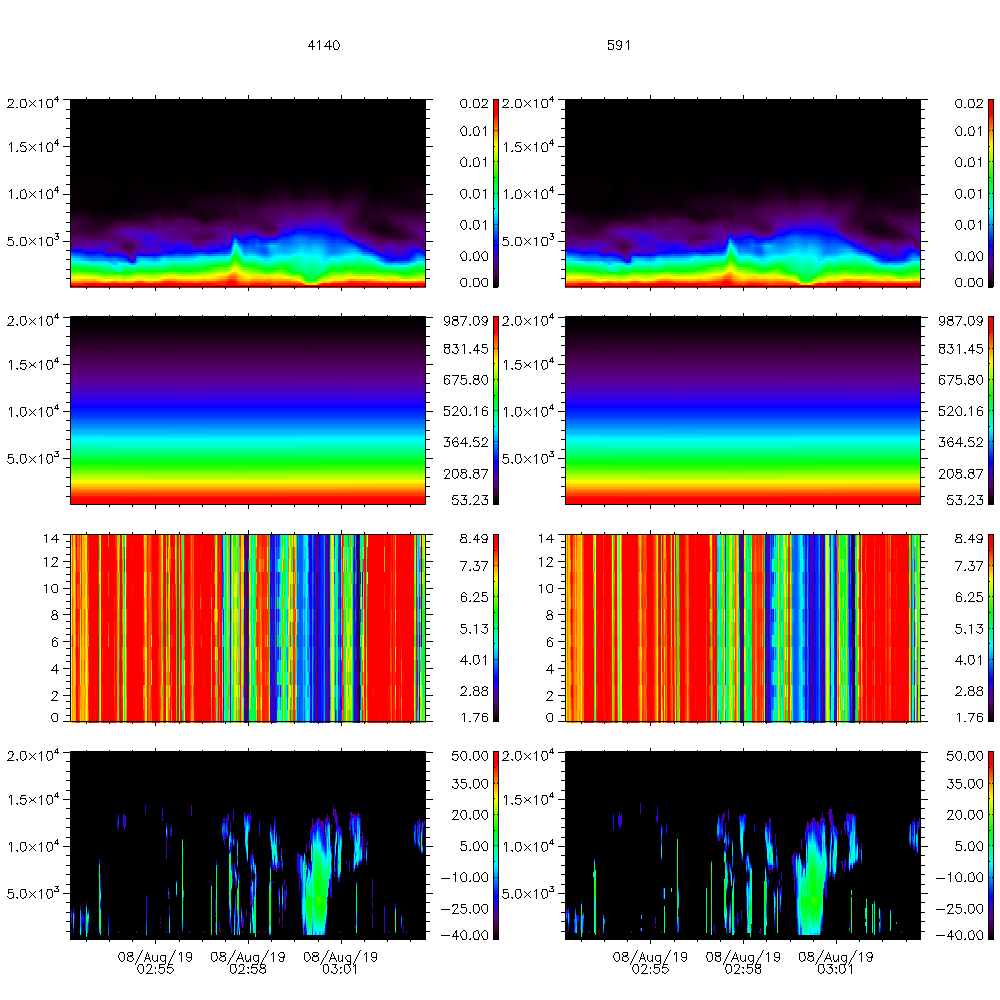 4140 591
2.0×10⁴ 0.02 2.0×10⁴ 0.02
0.01 0.01
1.5×10⁴ 0.01 1.5×10⁴ 0.01
1.0×10⁴ 0.01 1.0×10⁴ 0.01
0.01 0.01
5.0×10³ 0.00 5.0×10³ 0.00
0.00 0.00
2.0×10⁴ 987.09 2.0×10⁴ 987.09
831.45 831.45
1.5×10⁴ 675.80 1.5×10⁴ 675.80
1.0×10⁴ 520.16 1.0×10⁴ 520.16
364.52 364.52
5.0×10³ 208.87 5.0×10³ 208.87
53.23 53.23
14 8.49 14 8.49
12 7.37 12 7.37
10 6.25 10 6.25
8 5.13 8 5.13
6 4.01 6 4.01
4 2.88 4 2.88
2 2
0 1.76 0 1.76
2.0×10⁴ 50.00 2.0×10⁴ 50.00
35.00 35.00
1.5×10⁴ 20.00 1.5×10⁴ 20.00
1.0×10⁴ 5.00 1.0×10⁴ 5.00
−10.00 −10.00
5.0×10³ −25.00 5.0×10³ −25.00
−40.00 −40.00
08/Aug/19 08/Aug/19 08/Aug/19 08/Aug/19 08/Aug/19 08/Aug/19
02:55 02:58 03:01 02:55 02:58 03:01